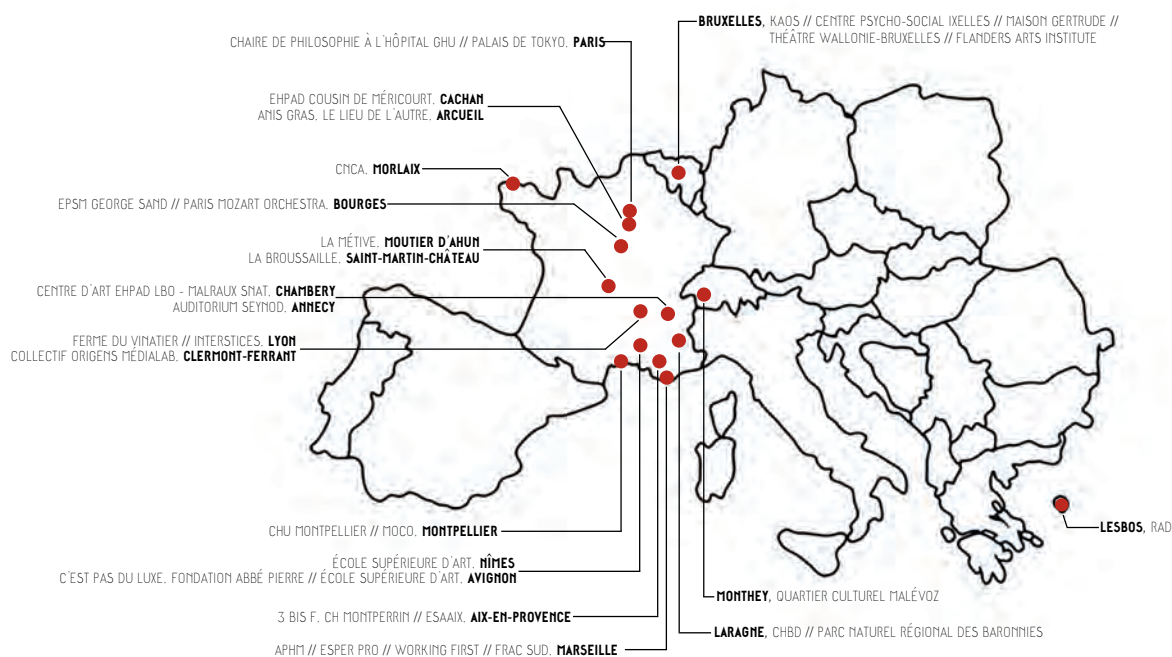 BRUXELLES, KAOS // CENTRE PSYCHO-SOCIAL IXELLES // MAISON GERTRUDE //
THÉÂTRE WALLONIE-BRUXELLES // FLANDERS ARTS INSTITUTE
CHAIRE DE PHILOSOPHIE À L'HÔPITAL GHU // PALAIS DE TOKYO. PARIS
EHPAD COUSIN DE MÉRICOURT. CACHAN
ANIS GRAS. LE LIEU DE L'AUTRE. ARCUEIL
CNCA. MORLAIX
EPSM GEORGE SAND // PARIS MOZART ORCHESTRA. BOURGES
LA MÉTIVE. MOUTIER D'AHUN
LA BROUSSAILLE. SAINT-MARTIN-CHÂTEAU
CENTRE D'ART EHPAD LBO - MALRAUX SNAT. CHAMBERY
AUDITORIUM SEYNOD. ANNECY
FERME DU VINATIER // INTERSTICES. LYON
COLLECTIF ORIGENS MÉDIALAB. CLERMONT-FERRANT
CHU MONTPELLIER // MOCO. MONTPELLIER
LESBOS, RAD
ÉCOLE SUPÉRIEURE D'ART. NÎMES
C'EST PAS DU LUXE. FONDATION ABBÉ PIERRE // ÉCOLE SUPÉRIEURE D'ART. AVIGNON
MONTHEY, QUARTIER CULTUREL MALÉVOZ
3 BIS F. CH MONTPERRIN // ESAAIX. AIX-EN-PROVENCE
LARAGNE, CHBD // PARC NATUREL RÉGIONAL DES BARONNIES
APHM // ESPER PRO // WORKING FIRST // FRAC SUD. MARSEILLE